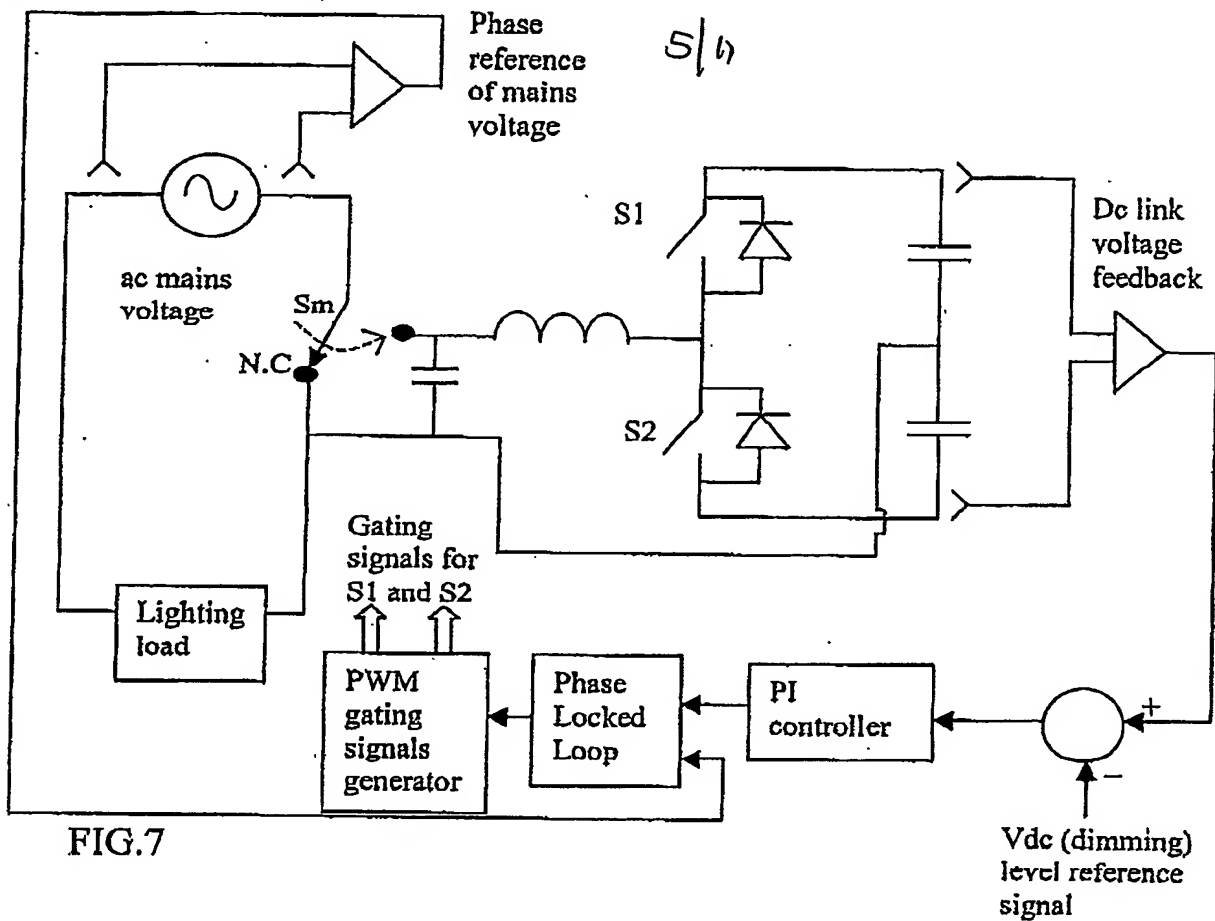 Phase
reference
of mains
voltage
S1
Dc link
voltage
feedback
ac mains
voltage
Sm
N.C
S2
Gating
signals for
S1 and S2
Lighting
load
PWM
gating
signals
generator
Phase
Locked
Loop
PI
controller
+
-
FIG.7
Vdc (dimming)
level reference
signal